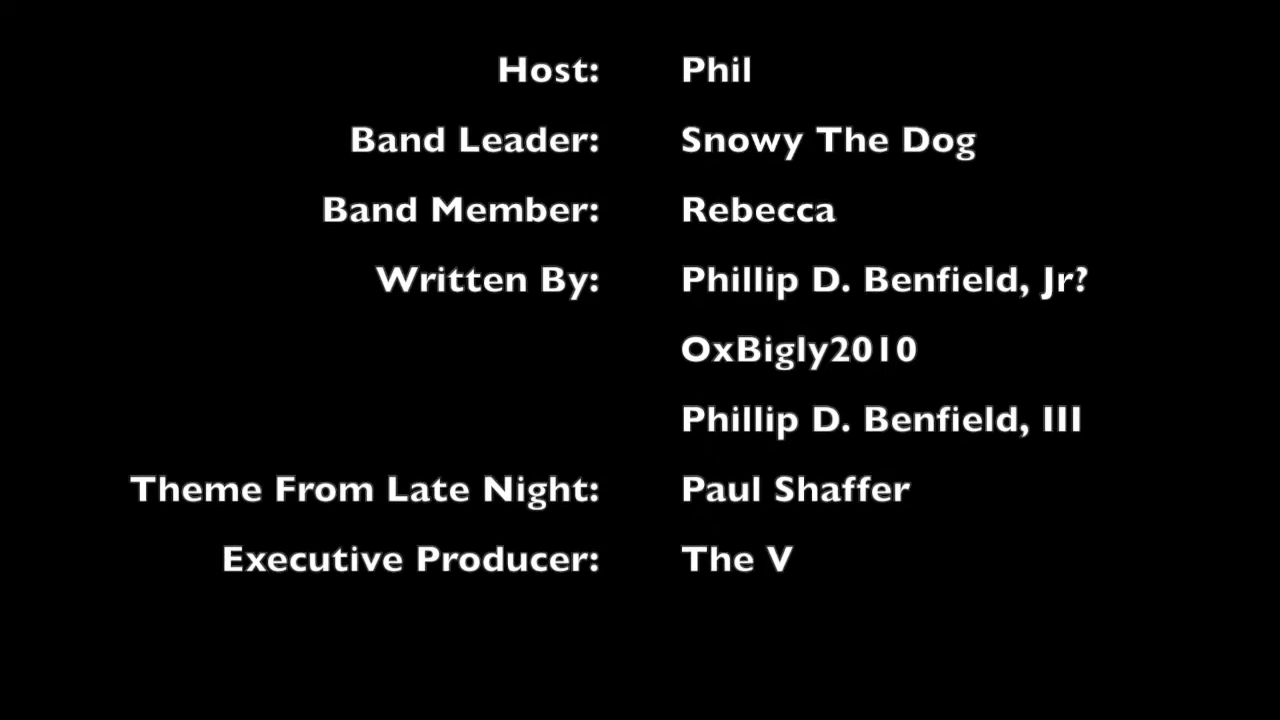 Host: Phil
Band Leader: Snowy The Dog
Band Member: Rebecca
Written By: Phillip D. Benfield, Jr?
OxBigly2010
Phillip D. Benfield, III
Theme From Late Night: Paul Shaffer
Executive Producer: The V